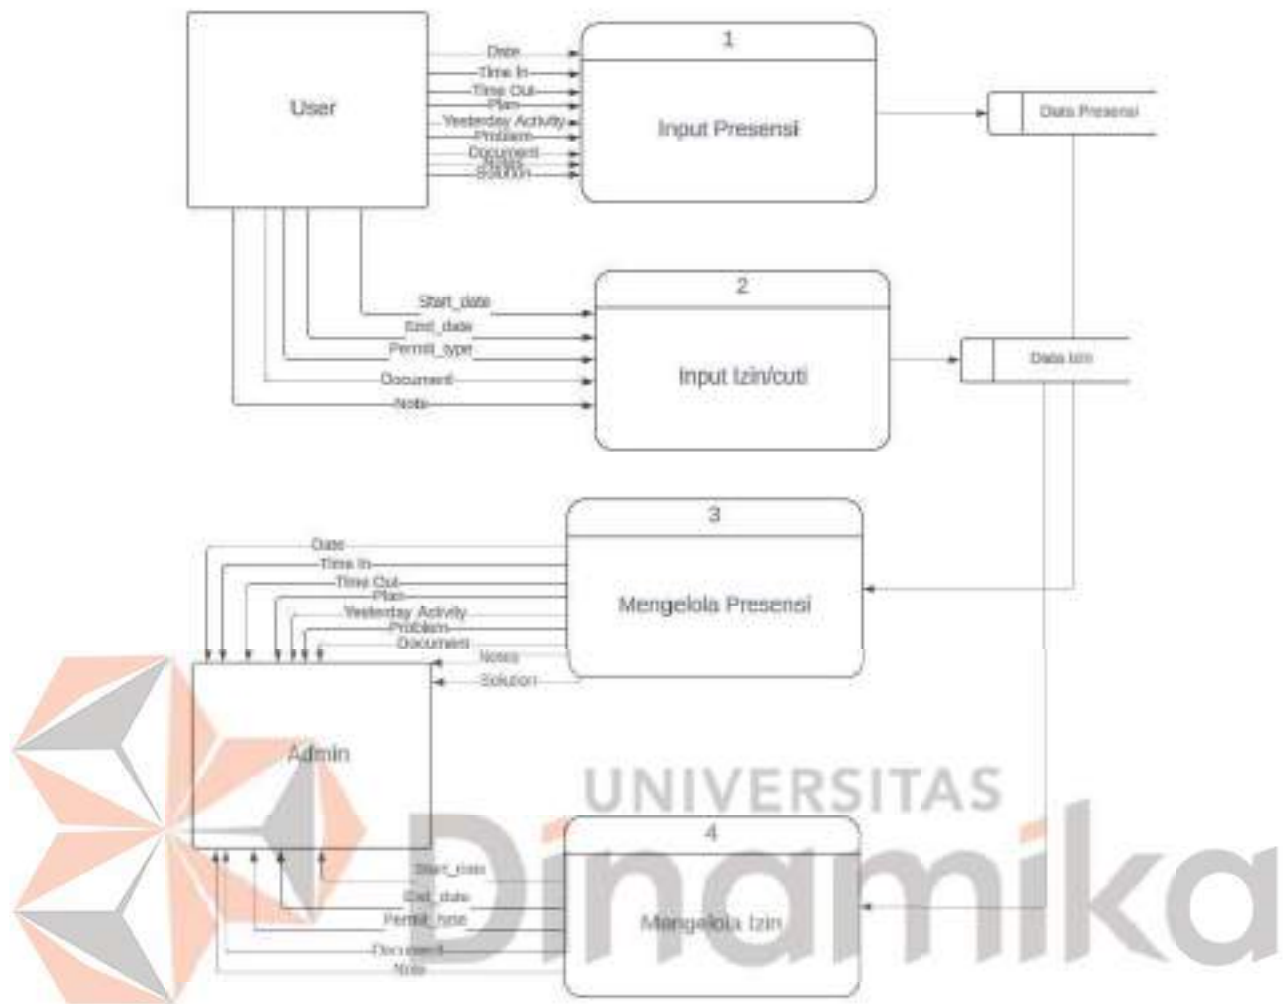 User
Date
Time In
Time Out
Plan
Yesterday Activity
Problem
Document
Notes
Solution
1
Input Presensi
Data Presensi
Start_date
End_date
Permit_type
Document
Note
2
Input Izin/cuti
Data Izin
3
Mengelola Presensi
Date
Time In
Time Out
Plan
Yesterday Activity
Problem
Document
Notes
Solution
Admin
UNIVERSITAS
Dinamika
4
Mengelola Izin
Start_date
End_date
Permit_type
Document
Note